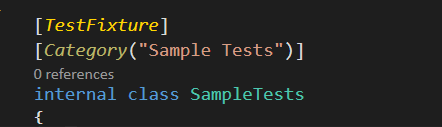 [TestFixture]
[Category("Sample Tests")]
0 references
internal class SampleTests
{